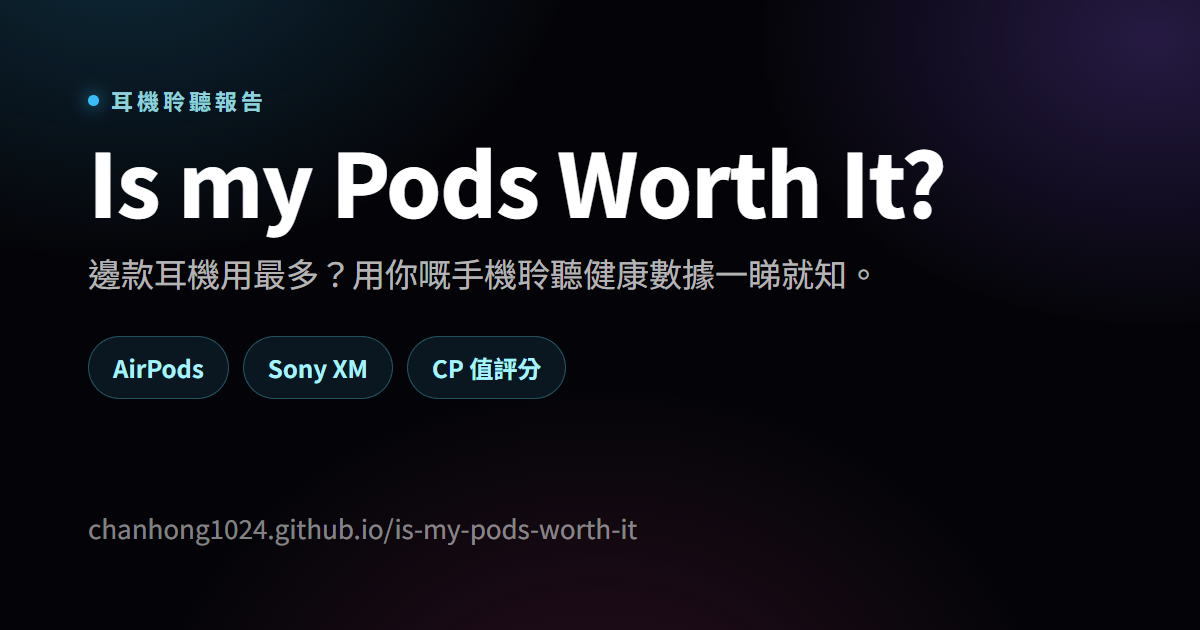 耳機聆聽報告
Is my Pods Worth It?
邊款耳機用最多？用你嘅手機聆聽健康數據一睇就知。
AirPods
Sony XM
CP 值評分
chanhong1024.github.io/is-my-pods-worth-it